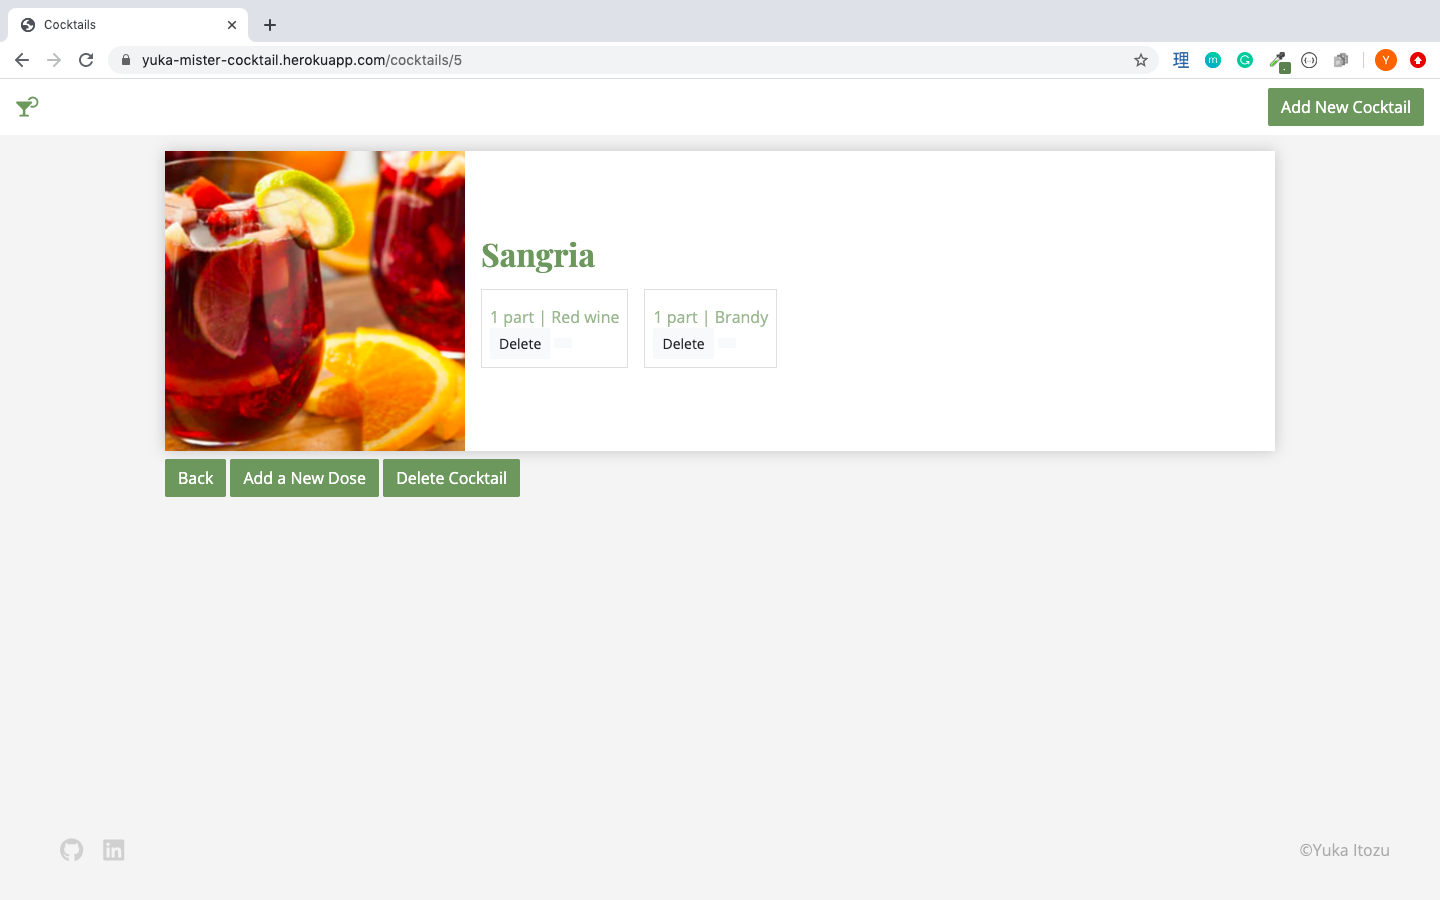 Cocktails
yuka-mister-cocktail.herokuapp.com/cocktails/5
理 m G Y
Add New Cocktail
Sangria
1 part | Red wine
Delete
1 part | Brandy
Delete
Back Add a New Dose Delete Cocktail
in
©Yuka Itozu